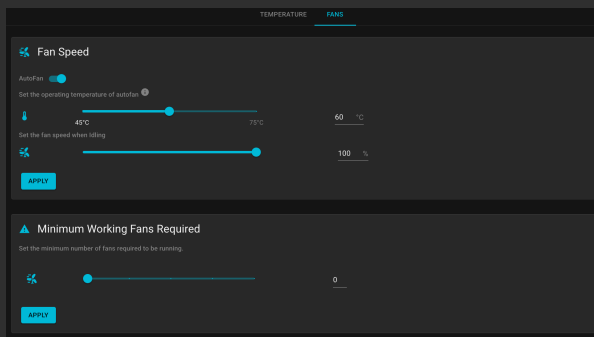 TEMPERATURE FANS
Fan Speed
AutoFan
Set the operating temperature of autofan
60 °C
45°C 75°C
Set the fan speed when idling
100 %
APPLY
Minimum Working Fans Required
Set the minimum number of fans required to be running.
0
APPLY